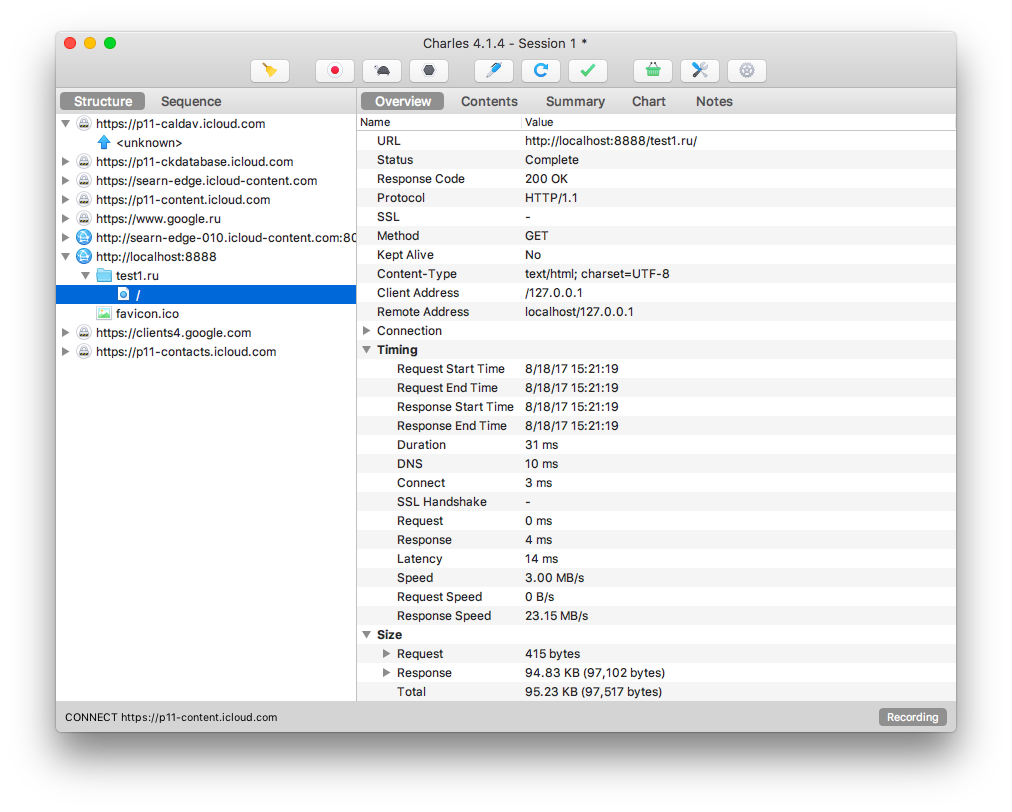 Charles 4.1.4 - Session 1 *
Structure Sequence
Overview Contents Summary Chart Notes
https://p11-caldav.icloud.com
<unknown>
https://p11-ckdatabase.icloud.com
https://searn-edge.icloud-content.com
https://p11-content.icloud.com
https://www.google.ru
http://searn-edge-010.icloud-content.com:80
http://localhost:8888
test1.ru
/
favicon.ico
https://clients4.google.com
https://p11-contacts.icloud.com
Name Value
URL http://localhost:8888/test1.ru/
Status Complete
Response Code 200 OK
Protocol HTTP/1.1
SSL -
Method GET
Kept Alive No
Content-Type text/html; charset=UTF-8
Client Address /127.0.0.1
Remote Address localhost/127.0.0.1
Connection
Timing
Request Start Time 8/18/17 15:21:19
Request End Time 8/18/17 15:21:19
Response Start Time 8/18/17 15:21:19
Response End Time 8/18/17 15:21:19
Duration 31 ms
DNS 10 ms
Connect 3 ms
SSL Handshake -
Request 0 ms
Response 4 ms
Latency 14 ms
Speed 3.00 MB/s
Request Speed 0 B/s
Response Speed 23.15 MB/s
Size
Request 415 bytes
Response 94.83 KB (97,102 bytes)
Total 95.23 KB (97,517 bytes)
CONNECT https://p11-content.icloud.com
Recording